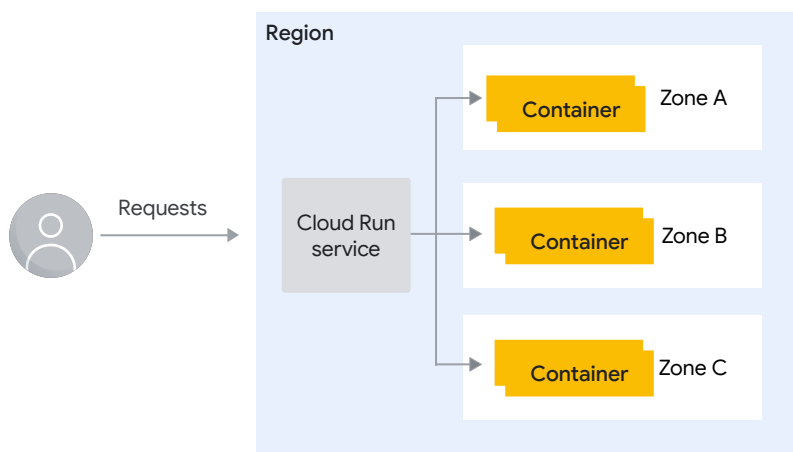 Region
Container
Zone A
Requests
Cloud Run
service
Container
Zone B
Container
Zone C